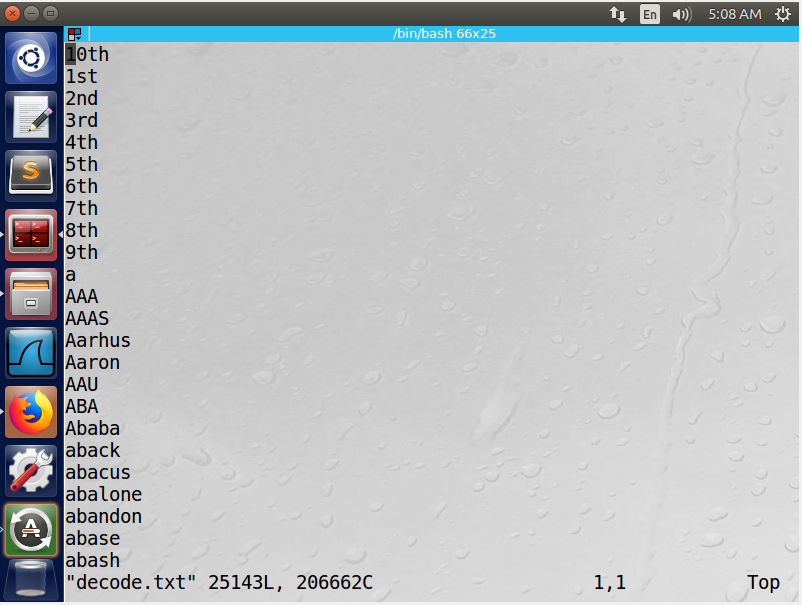 En 5:08 AM
/bin/bash 66x25
10th
1st
2nd
3rd
4th
5th
6th
7th
8th
9th
a
AAA
AAAS
Aarhus
Aaron
AAU
ABA
Ababa
aback
abacus
abalone
abandon
abase
abash
"decode.txt" 25143L, 206662C 1,1 Top